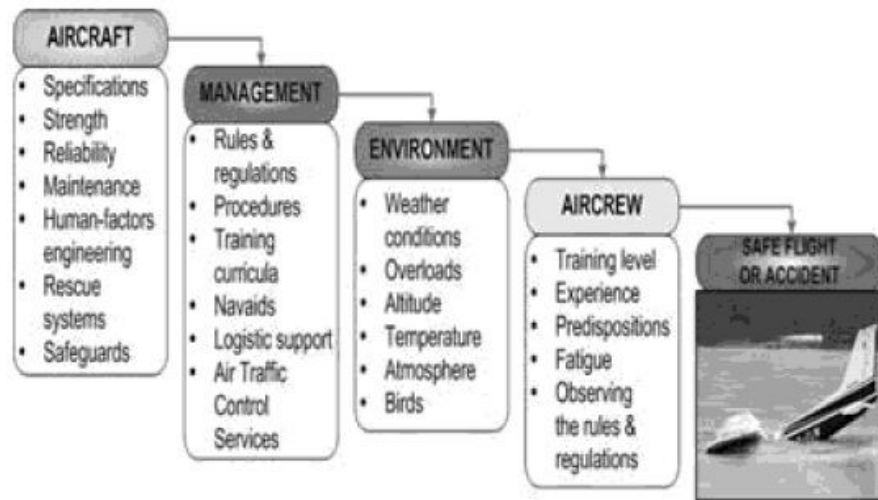 AIRCRAFT
• Specifications
• Strength
• Reliability
• Maintenance
• Human-factors
engineering
• Rescue
systems
• Safeguards
MANAGEMENT
• Rules &
regulations
• Procedures
• Training
curricula
• Navaids
• Logistic support
• Air Traffic
Control
Services
ENVIRONMENT
• Weather
conditions
• Overloads
• Altitude
• Temperature
• Atmosphere
• Birds
AIRCREW
• Training level
• Experience
• Predispositions
• Fatigue
• Observing
the rules &
regulations
SAFE FLIGHT
OR ACCIDENT